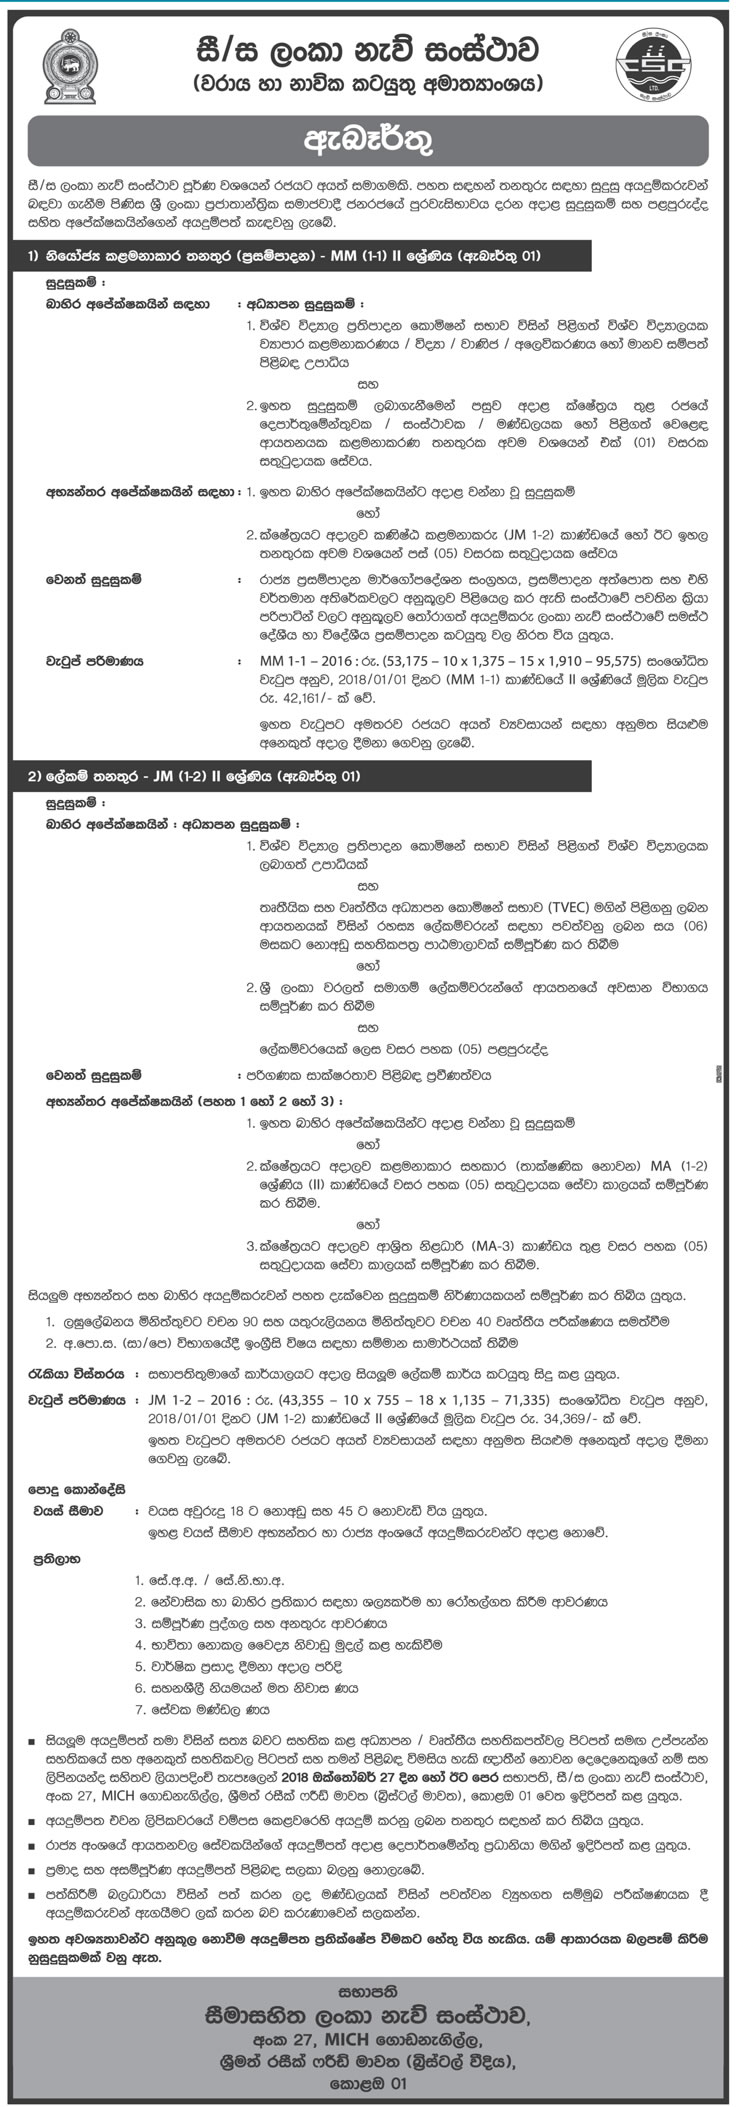 සී/ස ලංකා නැව් සංස්ථාව
(වරාය හා නාවික කටයුතු අමාත්‍යාංශය)
CSC
LTD.
ඇබෑර්තු
සී/ස ලංකා නැව් සංස්ථාව පූර්ණ වශයෙන් රජයට අයත් සමාගමකි. පහත සඳහන් තනතුරු සඳහා සුදුසු අයදුම්කරුවන්
බඳවා ගැනීම පිණිස ශ්‍රී ලංකා ප්‍රජාතාන්ත්‍රික සමාජවාදී ජනරජයේ පුරවැසිභාවය දරන අදාළ සුදුසුකම් සහ පළපුරුද්ද
සහිත අපේක්ෂකයින්ගෙන් අයදුම්පත් කැඳවනු ලැබේ.
1) නියෝජ්‍ය කළමනාකාර තනතුර (ප්‍රසම්පාදන) - MM (1-1) II ශ්‍රේණිය (ඇබෑර්තු 01)
සුදුසුකම් :
බාහිර අපේක්ෂකයින් සඳහා : අධ්‍යාපන සුදුසුකම් :
1. විශ්ව විද්‍යාල ප්‍රතිපාදන කොමිෂන් සභාව විසින් පිළිගත් විශ්ව විද්‍යාලයක
ව්‍යාපාර කළමනාකරණය / විද්‍යා / වාණිජ / අලෙවිකරණය හෝ මානව සම්පත්
පිළිබඳ උපාධිය
සහ
2. ඉහත සුදුසුකම් ලබාගැනීමෙන් පසුව අදාළ ක්ෂේත්‍රය තුළ රජයේ
දෙපාර්තුමේන්තුවක / සංස්ථාවක / මණ්ඩලයක හෝ පිළිගත් වෙළෙඳ
ආයතනයක කළමනාකරණ තනතුරක අවම වශයෙන් එක් (01) වසරක
සතුටුදායක සේවය.
අභ්‍යන්තර අපේක්ෂකයින් සඳහා : 1. ඉහත බාහිර අපේක්ෂකයින්ට අදාළ වන්නා වූ සුදුසුකම්
හෝ
2. ක්ෂේත්‍රයට අදාලව කණිෂ්ඨ කළමනාකරු (JM 1-2) කාණ්ඩයේ හෝ ඊට ඉහල
තනතුරක අවම වශයෙන් පස් (05) වසරක සතුටුදායක සේවය
වෙනත් සුදුසුකම් : රාජ්‍ය ප්‍රසම්පාදන මාර්ගෝපදේශන සංග්‍රහය, ප්‍රසම්පාදන අත්පොත සහ එහි
වර්තමාන අතිරේකවලට අනුකූලව පිළියෙල කර ඇති සංස්ථාවේ පවතින ක්‍රියා
පරිපාටීන් වලට අනුකූලව තෝරාගත් අයදුම්කරු ලංකා නැව් සංස්ථාවේ සමස්ථ
දේශීය හා විදේශීය ප්‍රසම්පාදන කටයුතු වල නිරත විය යුතුය.
වැටුප් පරිමාණය : MM 1-1 – 2016 : රු. (53,175 – 10 x 1,375 – 15 x 1,910 – 95,575) සංශෝධිත
වැටුප අනුව, 2018/01/01 දිනට (MM 1-1) කාණ්ඩයේ II ශ්‍රේණියේ මූලික වැටුප
රු. 42,161/- ක් වේ.
ඉහත වැටුපට අමතරව රජයට අයත් ව්‍යවසායන් සඳහා අනුමත සියළුම
අනෙකුත් අදාල දීමනා ගෙවනු ලැබේ.
2) ලේකම් තනතුර - JM (1-2) II ශ්‍රේණිය (ඇබෑර්තු 01)
සුදුසුකම් :
බාහිර අපේක්ෂකයින් : අධ්‍යාපන සුදුසුකම් :
1. විශ්ව විද්‍යාල ප්‍රතිපාදන කොමිෂන් සභාව විසින් පිළිගත් විශ්ව විද්‍යාලයක
ලබාගත් උපාධියක්
සහ
තෘතීයික සහ වෘත්තීය අධ්‍යාපන කොමිෂන් සභාව (TVEC) මගින් පිළිගනු ලබන
ආයතනයක් විසින් රහස්‍ය ලේකම්වරුන් සඳහා පවත්වනු ලබන සය (06)
මසකට නොඅඩු සහතිකපත්‍ර පාඨමාලාවක් සම්පූර්ණ කර තිබීම
හෝ
2. ශ්‍රී ලංකා වරලත් සමාගම් ලේකම්වරුන්ගේ ආයතනයේ අවසාන විභාගය
සම්පූර්ණ කර තිබීම
සහ
ලේකම්වරයෙක් ලෙස වසර පහක (05) පළපුරුද්ද
වෙනත් සුදුසුකම් : පරිගණක සාක්ෂරතාව පිළිබඳ ප්‍රවීණත්වය
අභ්‍යන්තර අපේක්ෂකයින් (පහත 1 හෝ 2 හෝ 3) :
1. ඉහත බාහිර අපේක්ෂකයින්ට අදාළ වන්නා වූ සුදුසුකම්
හෝ
2. ක්ෂේත්‍රයට අදාලව කළමනාකාර සහකාර (තාක්ෂණික නොවන) MA (1-2)
ශ්‍රේණිය (II) කාණ්ඩයේ වසර පහක (05) සතුටුදායක සේවා කාලයක් සම්පූර්ණ
කර තිබීම.
හෝ
3. ක්ෂේත්‍රයට අදාලව ආශ්‍රිත නිළධාරි (MA-3) කාණ්ඩය තුළ වසර පහක (05)
සතුටුදායක සේවා කාලයක් සම්පූර්ණ කර තිබීම.
සියලුම අභ්‍යන්තර සහ බාහිර අයදුම්කරුවන් පහත දැක්වෙන සුදුසුකම් නිර්ණායකයන් සම්පූර්ණ කර තිබිය යුතුය.
1. ලඝුලේඛනය මිනිත්තුවට වචන 90 සහ යතුරුලියනය මිනිත්තුවට වචන 40 වෘත්තීය පරීක්ෂණය සමත්වීම
2. අ.පො.ස. (සා/පෙ) විභාගයේදී ඉංග්‍රීසි විෂය සඳහා සම්මාන සාමාර්ථයක් තිබීම
රැකියා විස්තරය : සභාපතිතුමාගේ කාර්යාලයට අදාල සියලූම ලේකම් කාර්ය කටයුතු සිදු කළ යුතුය.
වැටුප් පරිමාණය : JM 1-2 – 2016 : රු. (43,355 – 10 x 755 – 18 x 1,135 – 71,335) සංශෝධිත වැටුප අනුව,
2018/01/01 දිනට (JM 1-2) කාණ්ඩයේ II ශ්‍රේණියේ මූලික වැටුප රු. 34,369/- ක් වේ.
ඉහත වැටුපට අමතරව රජයට අයත් ව්‍යවසායන් සඳහා අනුමත සියළුම අනෙකුත් අදාල දීමනා
ගෙවනු ලැබේ.
පොදු කොන්දේසි
වයස් සීමාව : වයස අවුරුදු 18 ට නොඅඩු සහ 45 ට නොවැඩි විය යුතුය.
ඉහළ වයස් සීමාව අභ්‍යන්තර හා රාජ්‍ය අංශයේ අයදුම්කරුවන්ට අදාළ නොවේ.
ප්‍රතිලාභ
1. සේ.අ.අ. / සේ.නි.භා.අ.
2. නේවාසික හා බාහිර ප්‍රතිකාර සඳහා ශල්‍යකර්ම හා රෝහල්ගත කිරීම ආවරණය
3. සම්පූර්ණ පුද්ගල සහ අනතුරු ආවරණය
4. භාවිතා නොකල වෛද්‍ය නිවාඩු මුදල් කළ හැකිවීම
5. වාර්ෂික ප්‍රසාද දීමනා අදාල පරිදි
6. සහනශීලී නියමයන් මත නිවාස ණය
7. සේවක මණ්ඩල ණය
■ සියලූම අයදුම්පත් තමා විසින් සත්‍ය බවට සහතික කළ අධ්‍යාපන / වෘත්තීය සහතිකපත්වල පිටපත් සමඟ උප්පැන්න
සහතිකයේ සහ අනෙකුත් සහතිකවල පිටපත් සහ තමන් පිළිබඳ විමසිය හැකි ඥාතීන් නොවන දෙදෙනෙකුගේ නම් සහ
ලිපිනයන්ද සහිතව ලියාපදිංචි තැපෑලෙන් 2018 ඔක්තෝබර් 27 දින හෝ ඊට පෙර සභාපති, සී/ස ලංකා නැව් සංස්ථාව,
අංක 27, MICH ගොඩනැගිල්ල, ශ්‍රීමත් රසීක් ෆරීඩ් මාවත (බ්‍රිස්ටල් මාවත), කොළඹ 01 වෙත ඉදිරිපත් කළ යුතුය.
■ අයදුම්පත එවන ලිපිකවරයේ වම්පස කෙළවරෙහි අයදුම් කරනු ලබන තනතුර සඳහන් කර තිබිය යුතුය.
■ රාජ්‍ය අංශයේ ආයතනවල සේවකයින්ගේ අයදුම්පත් අදාළ දෙපාර්තමේන්තු ප්‍රධානියා මගින් ඉදිරිපත් කළ යුතුය.
■ ප්‍රමාද සහ අසම්පූර්ණ අයදුම්පත් පිළිබඳ සලකා බලනු නොලැබේ.
■ පත්කිරීම් බලධාරියා විසින් පත් කරන ලද මණ්ඩලයක් විසින් පවත්වන ව්‍යුහගත සම්මුඛ පරීක්ෂණයක දී
අයදුම්කරුවන් ඇගයීමට ලක් කරන බව කරුණාවෙන් සලකන්න.
ඉහත අවශ්‍යතාවන්ට අනුකූල නොවීම අයදුම්පත ප්‍රතික්ෂේප වීමකට හේතු විය හැකිය. යම් ආකාරයක බලපෑම් කිරීම
නුසුදුසුකමක් වනු ඇත.
සභාපති
සීමාසහිත ලංකා නැව් සංස්ථාව,
අංක 27, MICH ගොඩනැගිල්ල,
ශ්‍රීමත් රසීක් ෆරීඩ් මාවත (බ්‍රිස්ටල් වීදිය),
කොළඹ 01